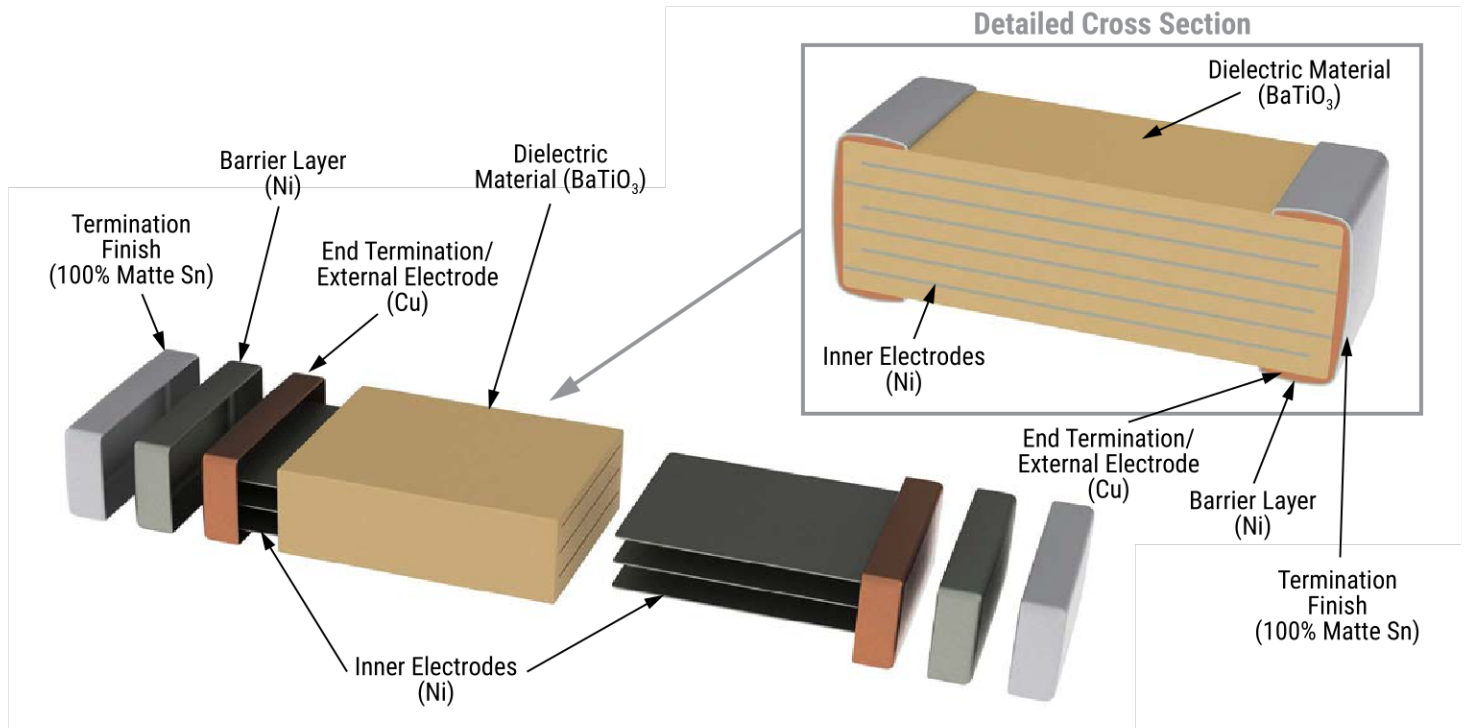 Detailed Cross Section
Dielectric Material
(BaTiO₃)
Inner Electrodes
(Ni)
End Termination/
External Electrode
(Cu)
Barrier Layer
(Ni)
Termination
Finish
(100% Matte Sn)
Termination
Finish
(100% Matte Sn)
Barrier Layer
(Ni)
End Termination/
External Electrode
(Cu)
Dielectric
Material (BaTiO₃)
Inner Electrodes
(Ni)